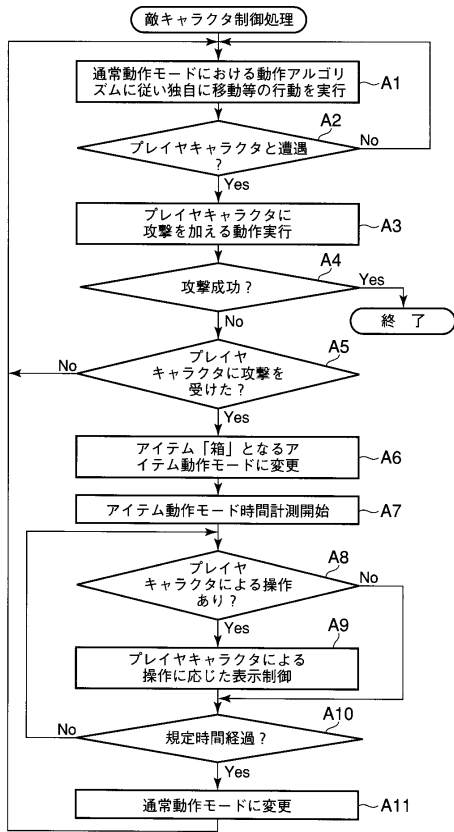 敵キャラクタ制御処理
通常動作モードにおける動作アルゴリ
ズムに従い独自に移動等の行動を実行
A1
A2
プレイヤキャラクタと遭遇
?
No
Yes
プレイヤキャラクタに
攻撃を加える動作実行
A3
A4
攻撃成功?
Yes
終 了
No
A5
プレイヤ
キャラクタに攻撃を
受けた?
No
Yes
アイテム「箱」となるア
イテム動作モードに変更
A6
アイテム動作モード時間計測開始
A7
A8
プレイヤ
キャラクタによる操作
あり?
No
Yes
A9
プレイヤキャラクタによる
操作に応じた表示制御
A10
規定時間経過?
No
Yes
通常動作モードに変更
A11